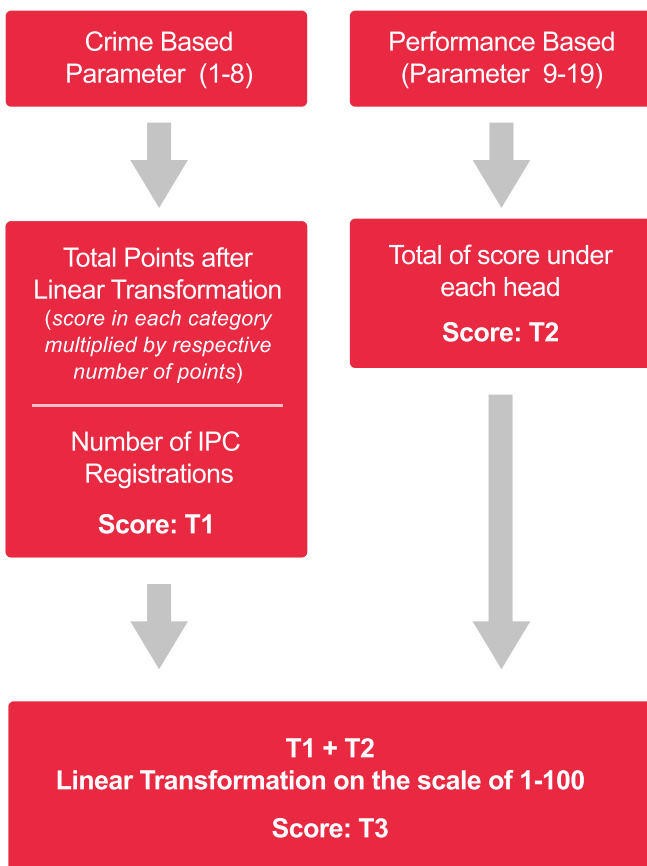 Crime Based
Parameter (1-8)
Performance Based
(Parameter 9-19)
Total Points after
Linear Transformation
(score in each category
multiplied by respective
number of points)
Number of IPC
Registrations
Score: T1
Total of score under
each head
Score: T2
T1 + T2
Linear Transformation on the scale of 1-100
Score: T3